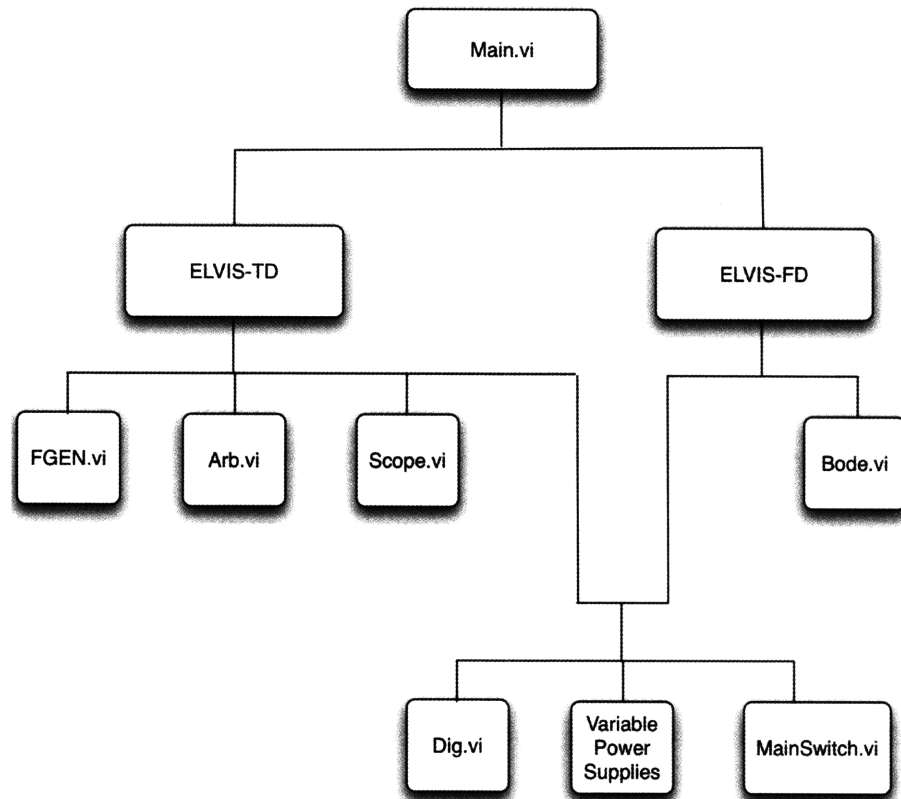 Main.vi
ELVIS-TD
ELVIS-FD
FGEN.vi
Arb.vi
Scope.vi
Bode.vi
Dig.vi
Variable
Power
Supplies
MainSwitch.vi